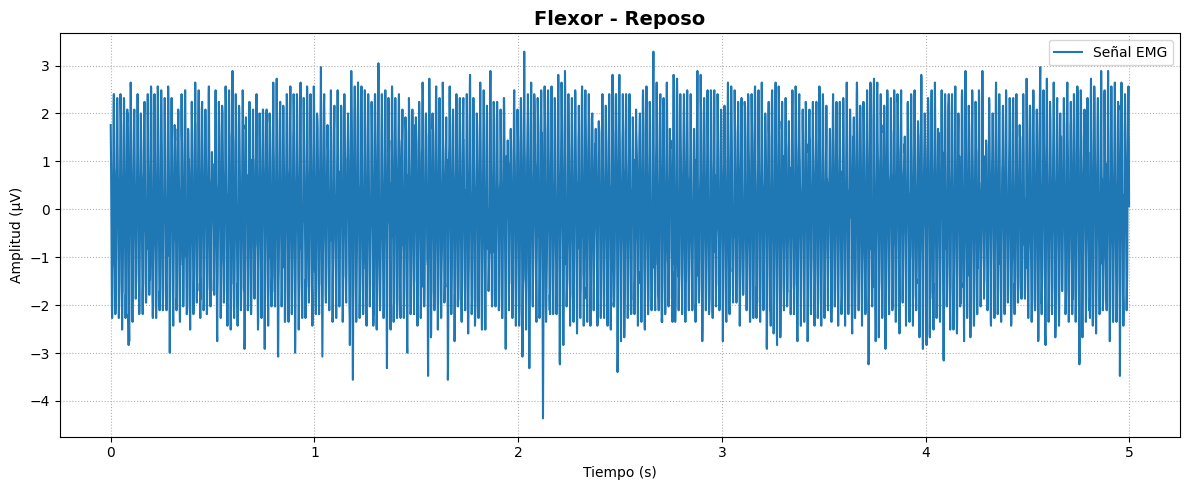 Flexor - Reposo
Señal EMG
Amplitud (µV)
3
2
1
0
−1
−2
−3
−4
0 1 2 3 4 5
Tiempo (s)